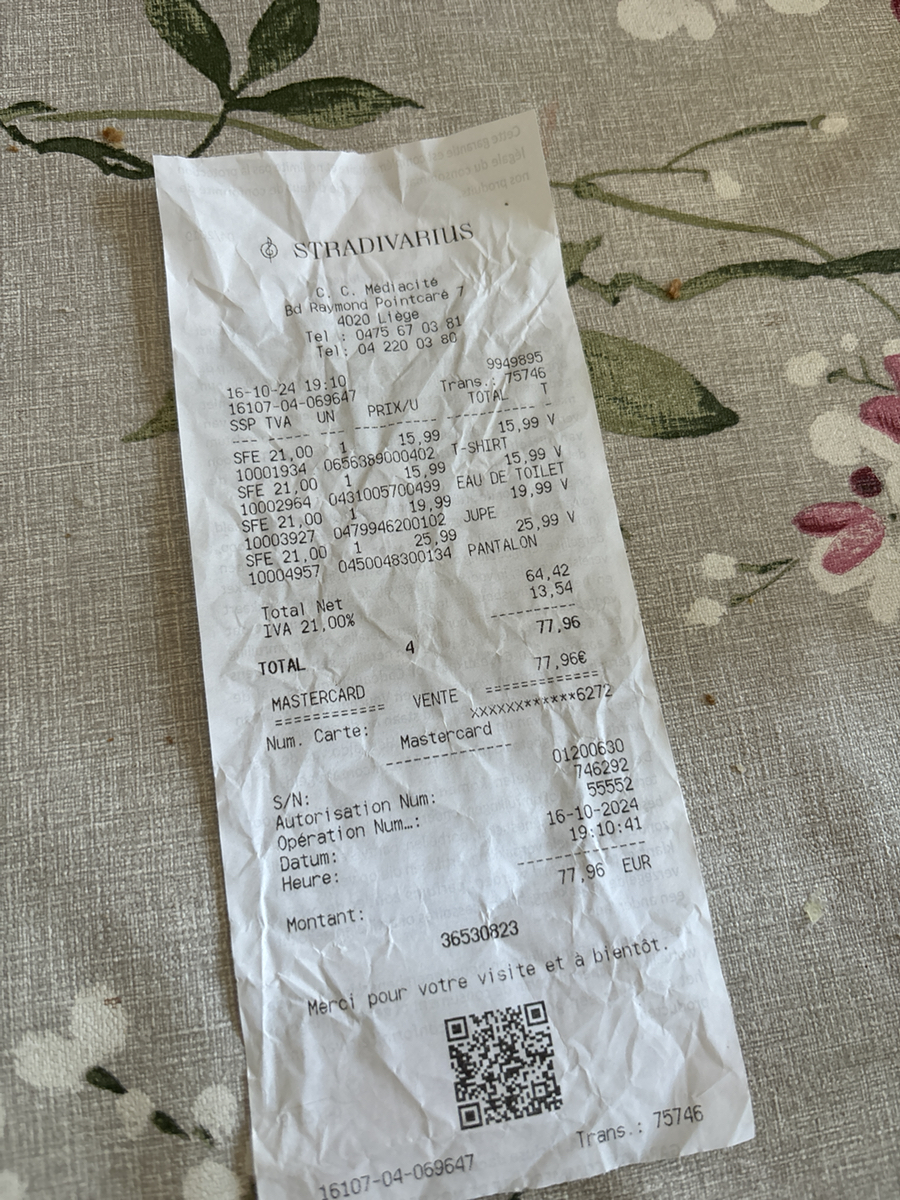 STRADIVARIUS
C. C. Médiacité
Bd Raymond Pointcaré 7
4020 Liège
Tel : 0475 67 03 81
Tel: 04 220 03 80
9949895
16-10-24 19:10 Trans.: 75746
16107-04-069647
SSP TVA UN PRIX/U TOTAL T
SFE 21,00 1 15,99 15,99 V
10001934 0656389000402 T-SHIRT
SFE 21,00 1 15,99 15,99 V
10002964 0431005700499 EAU DE TOILET
SFE 21,00 1 19,99 19,99 V
10003927 0479946200102 JUPE
SFE 21,00 1 25,99 25,99 V
10004957 0450048300134 PANTALON
Total Net 64,42
IVA 21,00% 13,54
77,96
TOTAL 4
77,96€
MASTERCARD VENTE
Num. Carte: XXXXXX******6272
Mastercard
S/N: 01200630
Autorisation Num: 746292
Opération Num…: 55552
Datum: 16-10-2024
Heure: 19:10:41
Montant: 77,96 EUR
36530823
Merci pour votre visite et à bientôt.
16107-04-069647 Trans.: 75746